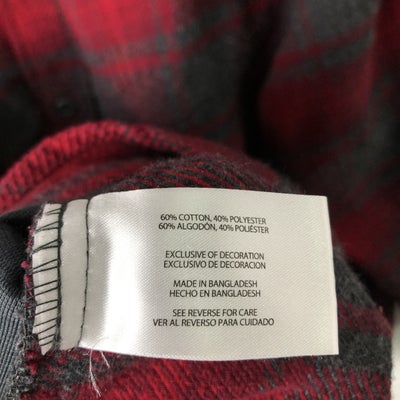 60% COTTON, 40% POLYESTER
60% ALGODÓN, 40% POLIÉSTER
EXCLUSIVE OF DECORATION
EXCLUSIVO DE DECORACION
MADE IN BANGLADESH
HECHO EN BANGLADESH
SEE REVERSE FOR CARE
VER AL REVERSO PARA CUIDADO